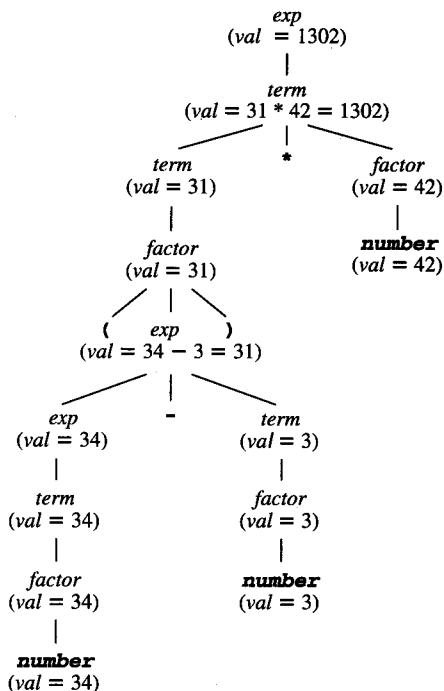 exp
(val = 1302)
term
(val = 31 * 42 = 1302)
term * factor
(val = 31) (val = 42)
factor number
(val = 31) (val = 42)
( exp )
(val = 34 – 3 = 31)
exp - term
(val = 34) (val = 3)
term factor
(val = 34) (val = 3)
factor number
(val = 34) (val = 3)
number
(val = 34)